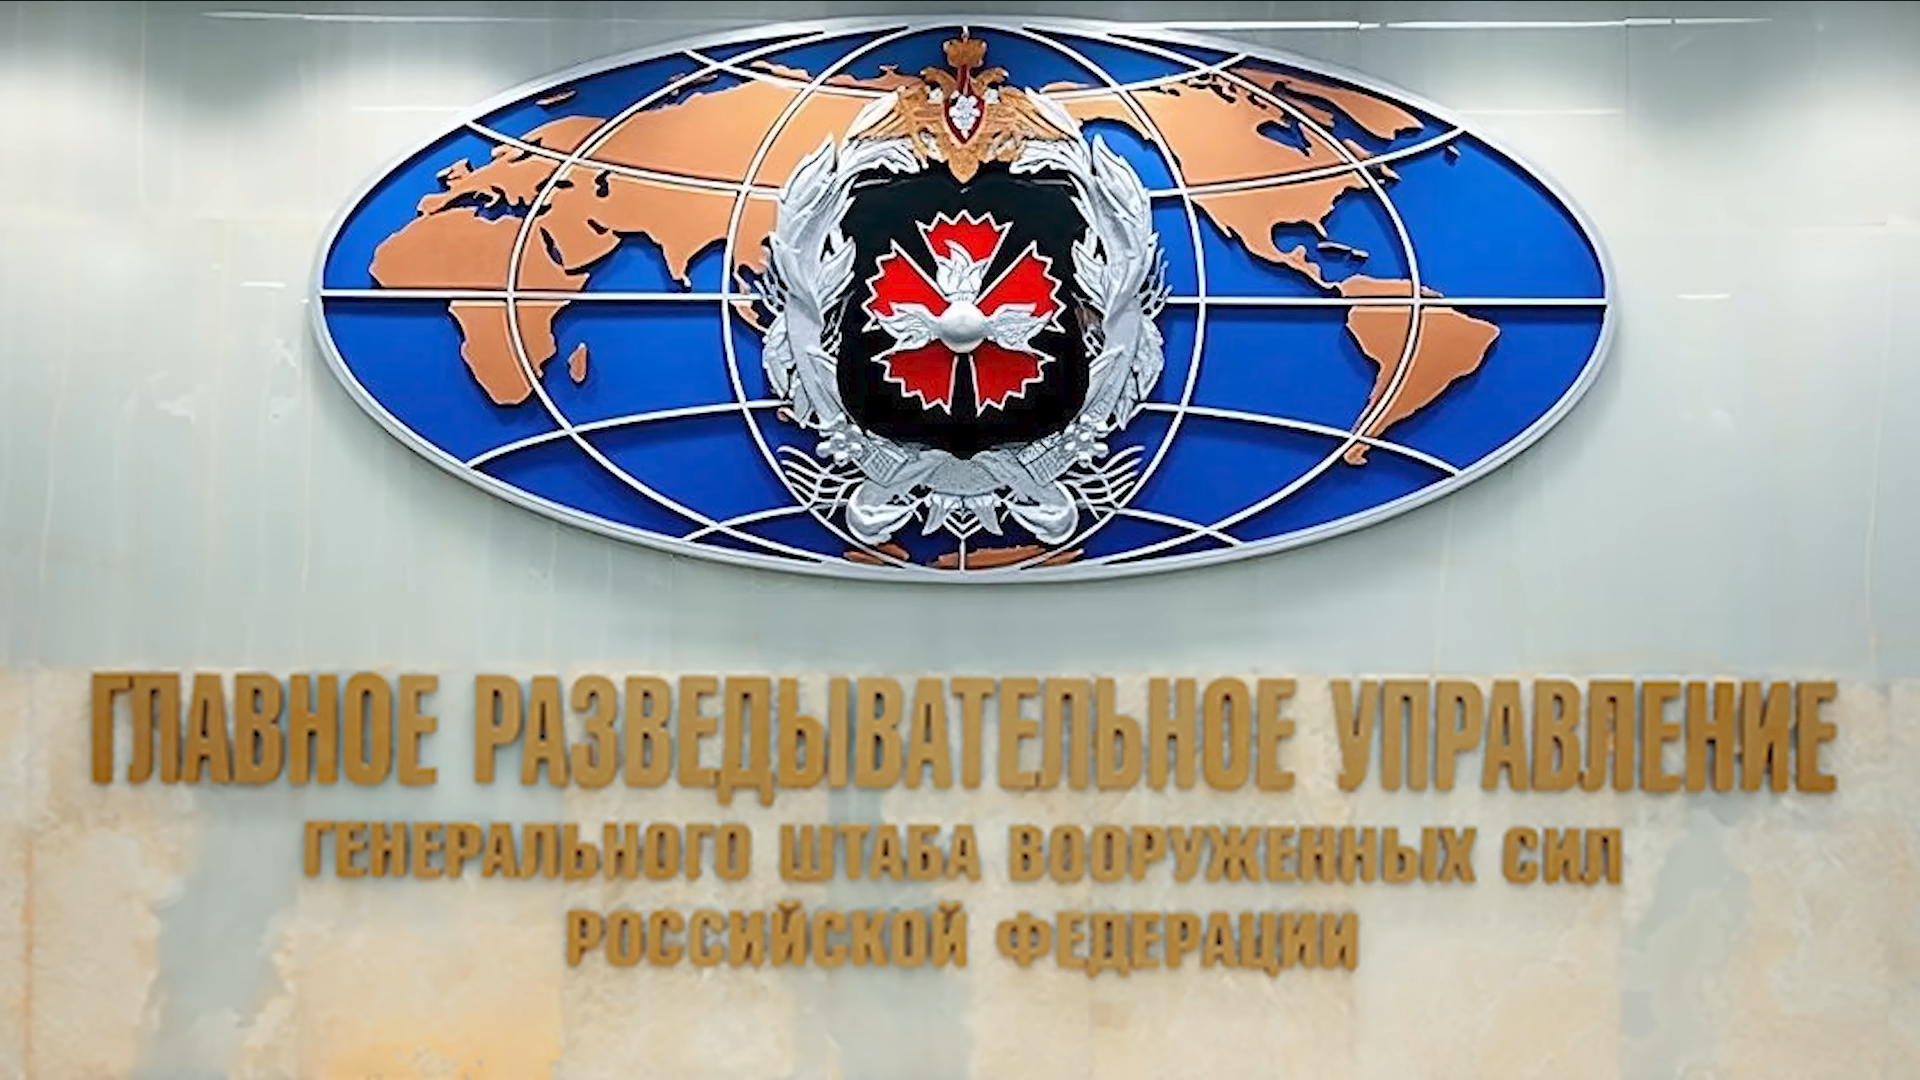 ГЛАВНОЕ РАЗВЕДЫВАТЕЛЬНОЕ УПРАВЛЕНИЕ
ГЕНЕРАЛЬНОГО ШТАБА ВООРУЖЕННЫХ СИЛ
РОССИЙСКОЙ ФЕДЕРАЦИИ